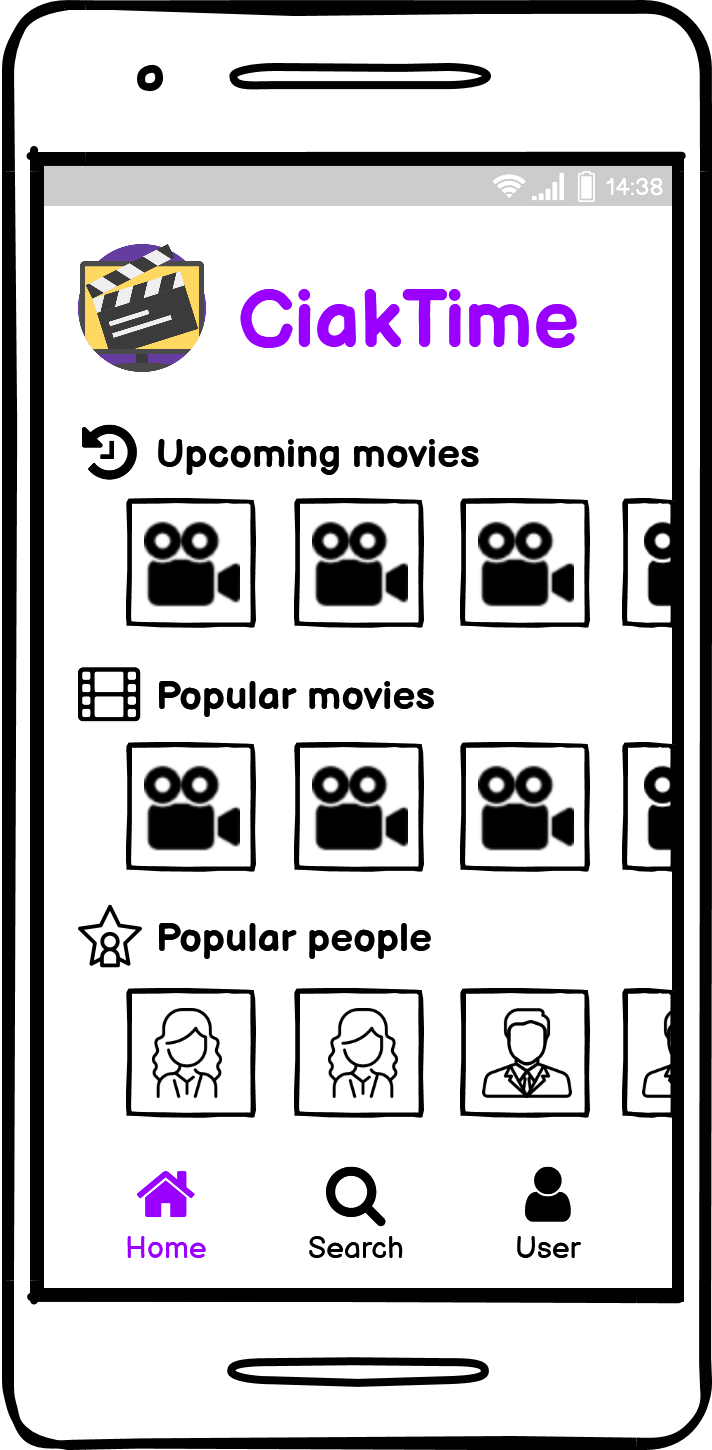 14:38
CiakTime
Upcoming movies
Popular movies
Popular people
Home
Search
User